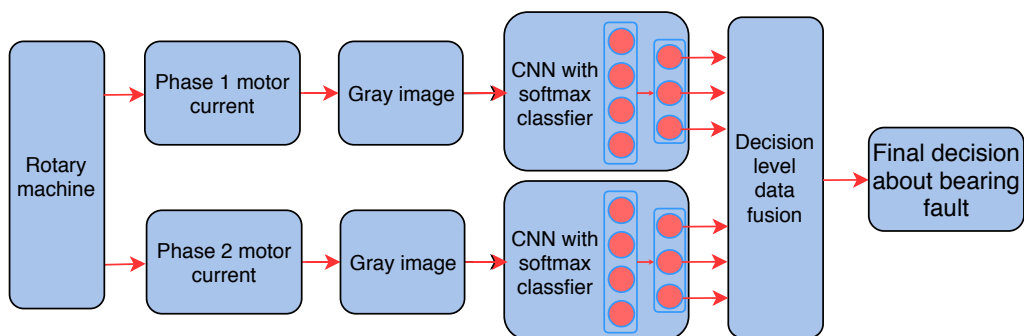 Rotary
machine
Phase 1 motor
current
Gray image
CNN with
softmax
classfier
Phase 2 motor
current
Gray image
CNN with
softmax
classfier
Decision
level
data
fusion
Final decision
about bearing
fault